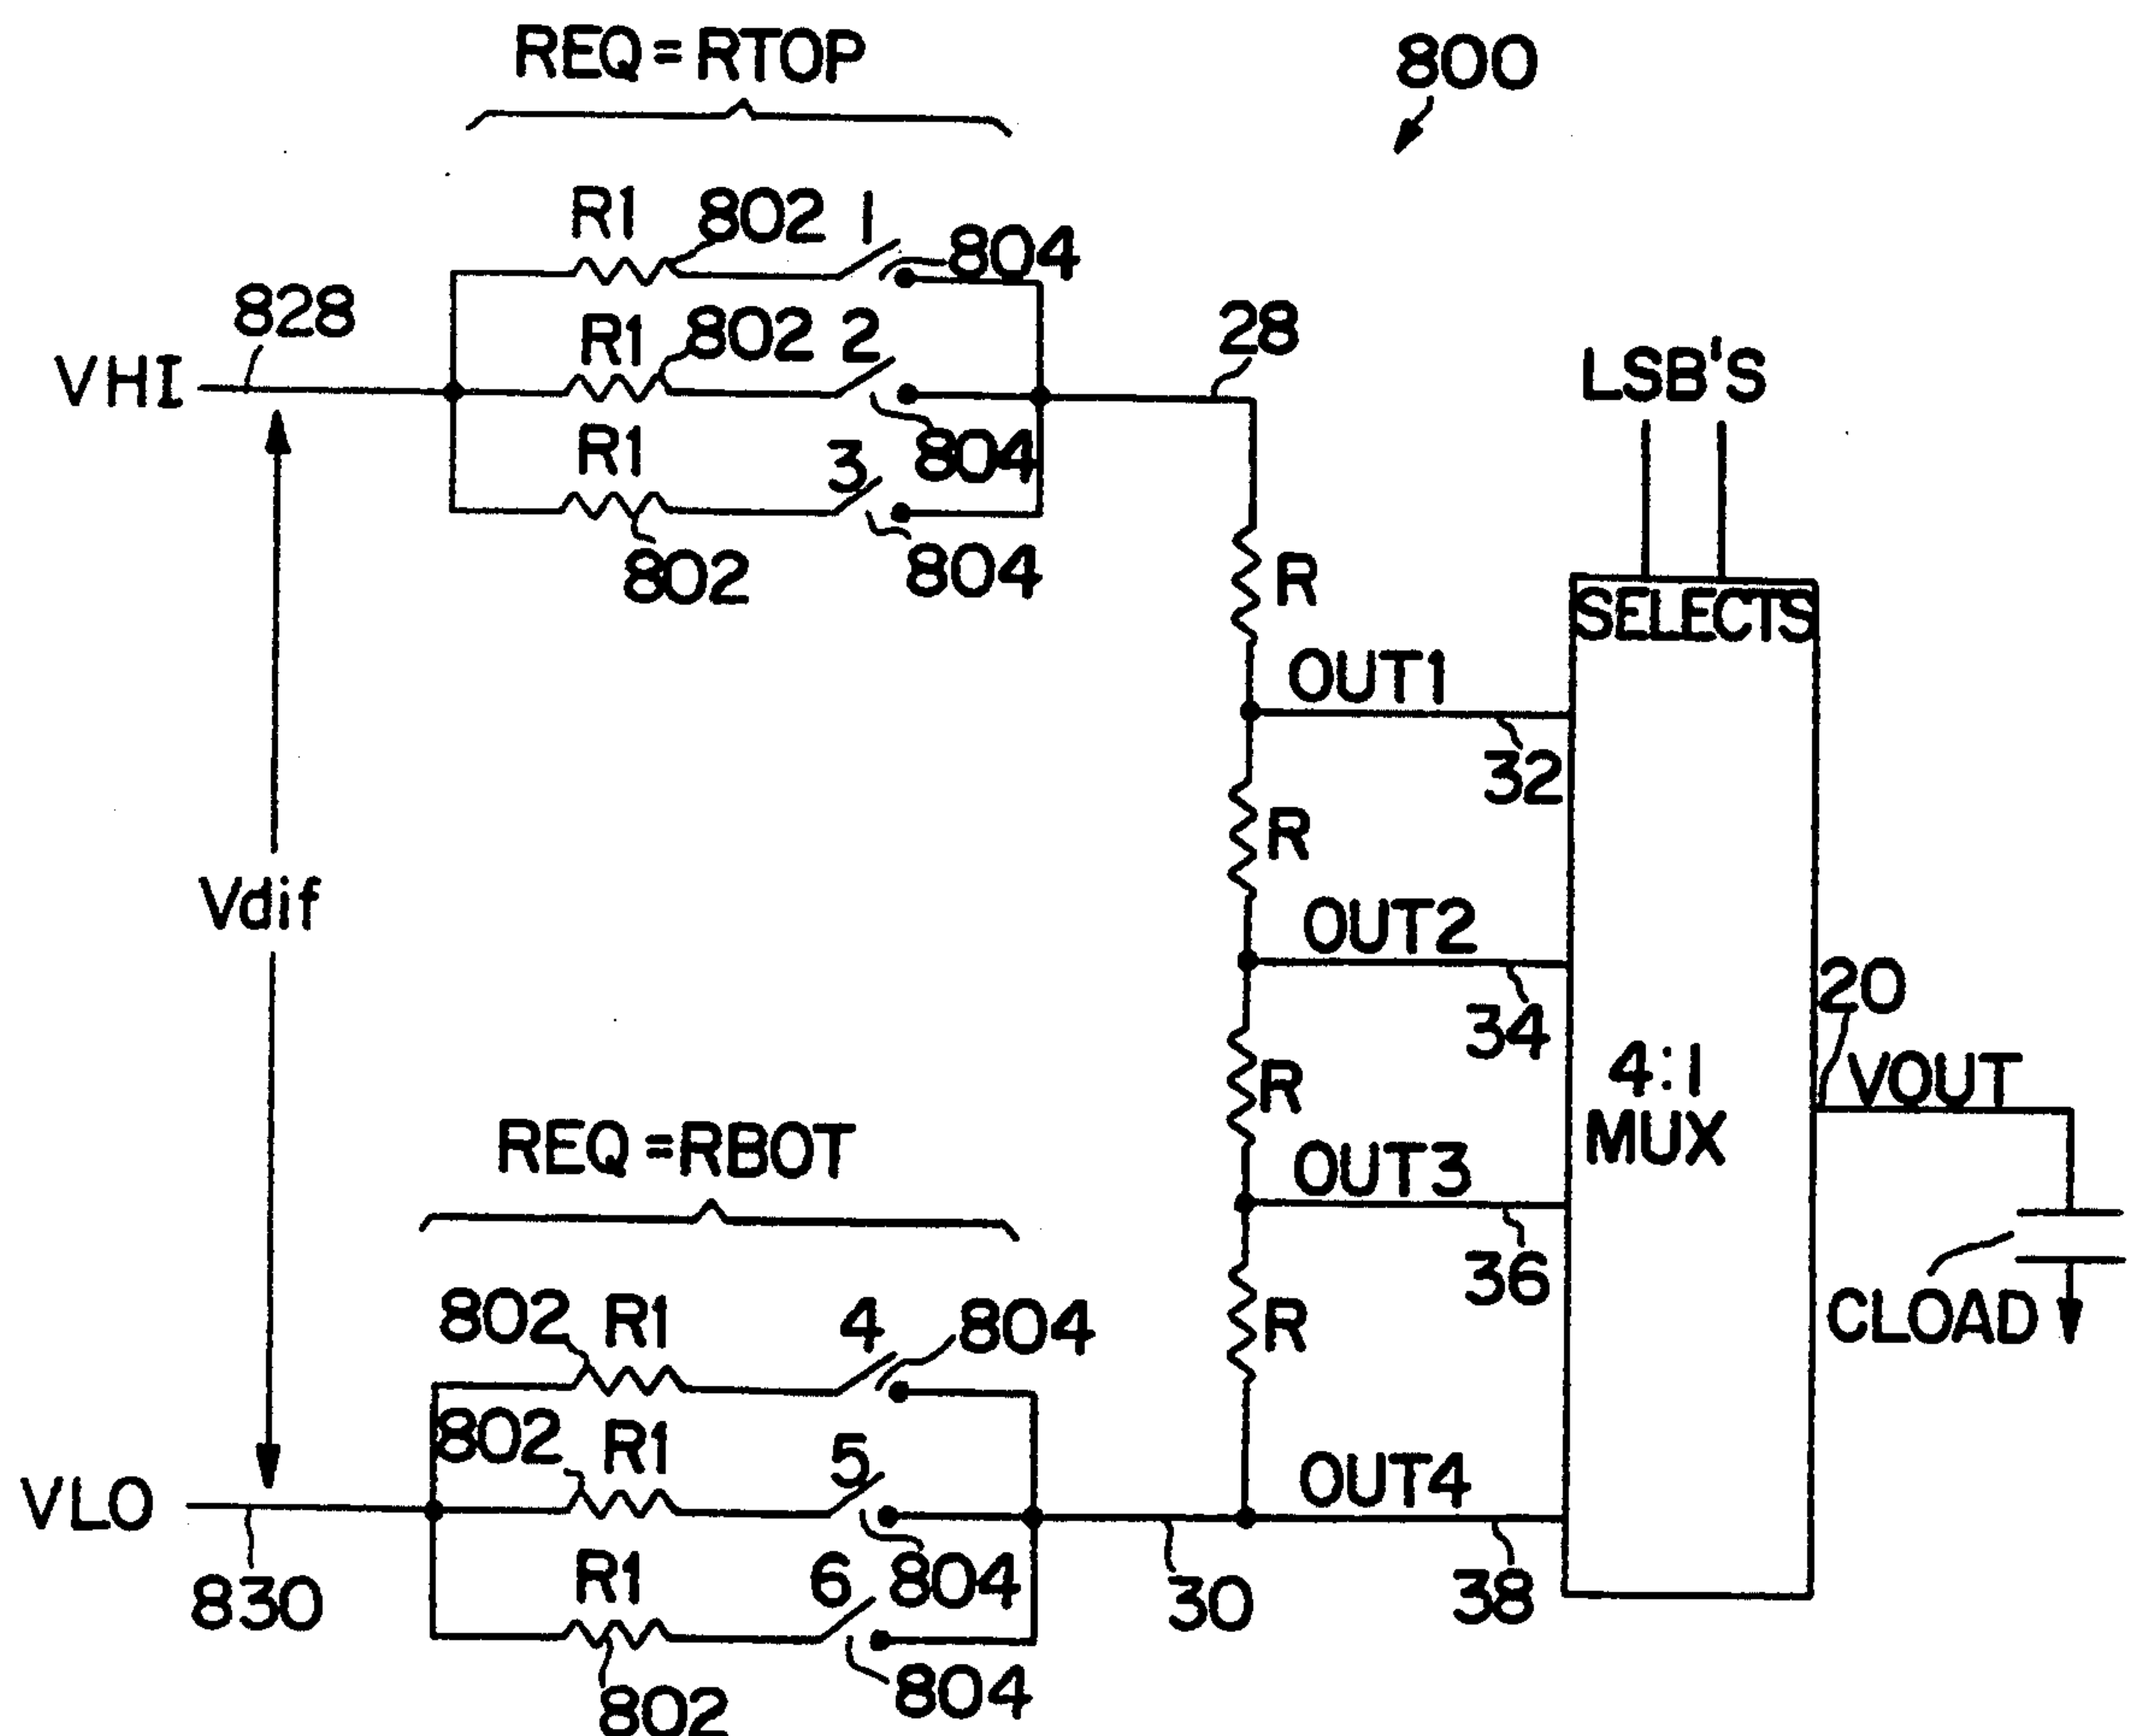 REQ=RTOP
800
R1 802 1 804
828
R1 802 2 804
28
VHI
LSB'S
R1 3
802 804
R
SELECTS
OUT1
32
R
Vdif
OUT2
34
20
4:1
MUX
VOUT
R
REQ=RBOT
OUT3
36
CLOAD
802 R1 4 804
R
802 R1 5 804
OUT4
VLO
830
R1 6
30
38
802 804